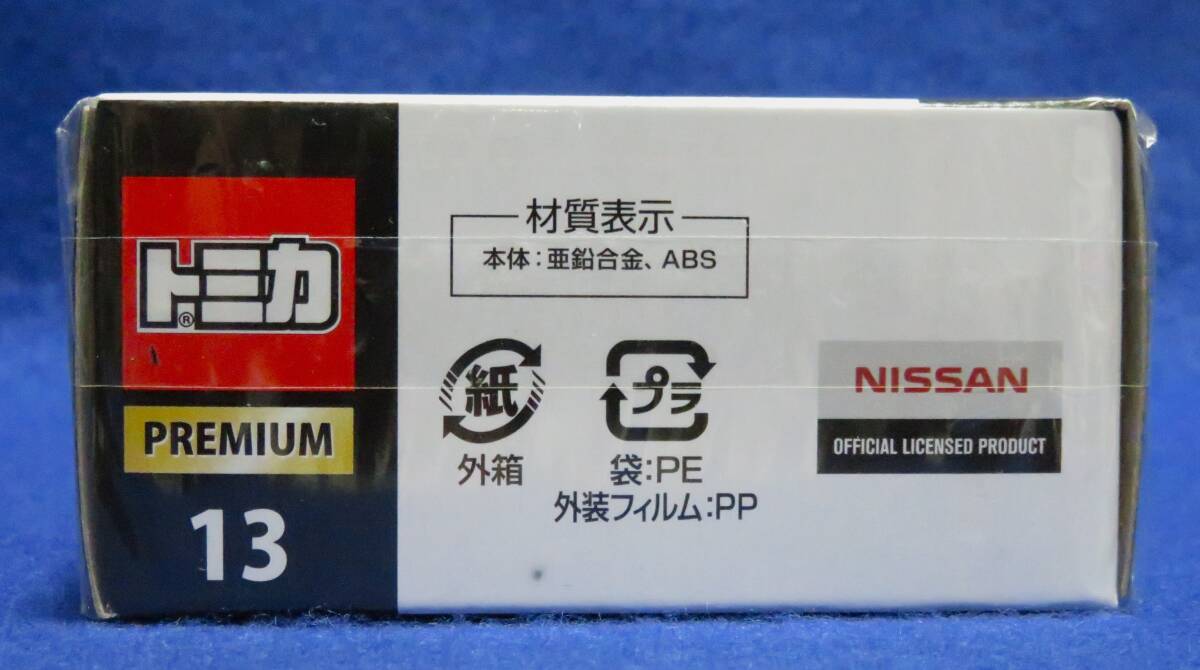 トミカ®
PREMIUM
13
材質表示
本体:亜鉛合金、ABS
紙
外箱
プラ
袋:PE
外装フィルム:PP
NISSAN
OFFICIAL LICENSED PRODUCT